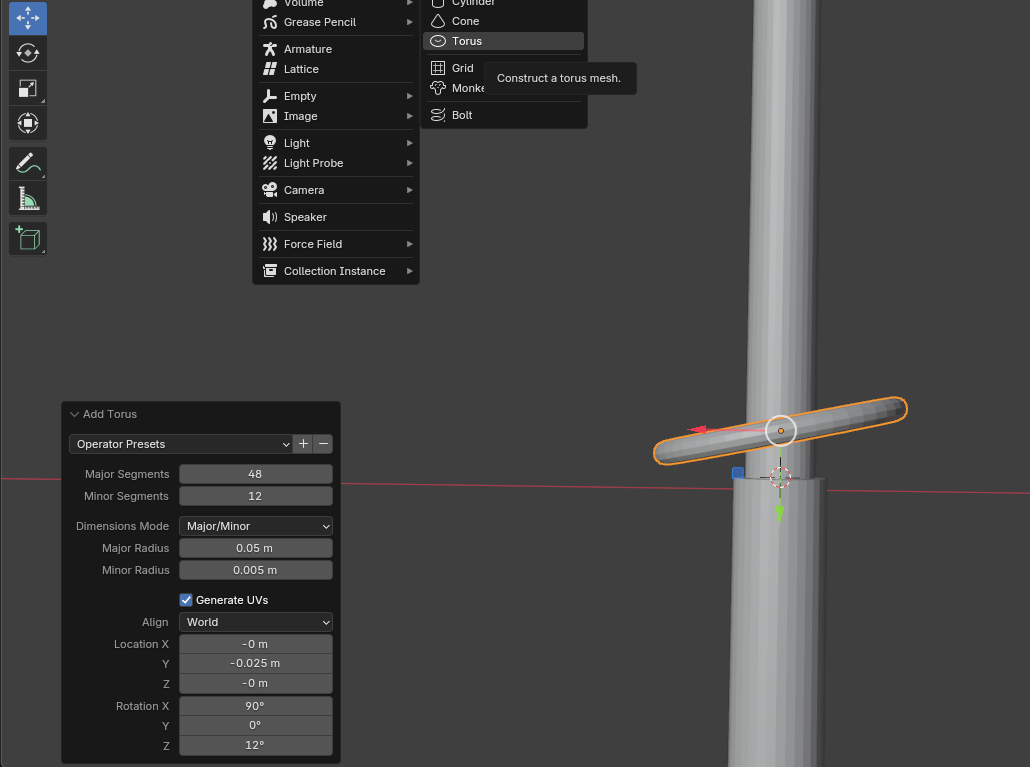 Volume
Grease Pencil
Armature
Lattice
Empty
Image
Light
Light Probe
Camera
Speaker
Force Field
Collection Instance
Cylinder
Cone
Torus
Grid
Monke
Bolt
Construct a torus mesh.
Add Torus
Operator Presets
Major Segments 48
Minor Segments 12
Dimensions Mode Major/Minor
Major Radius 0.05 m
Minor Radius 0.005 m
Generate UVs
Align World
Location X -0 m
Y -0.025 m
Z -0 m
Rotation X 90°
Y 0°
Z 12°